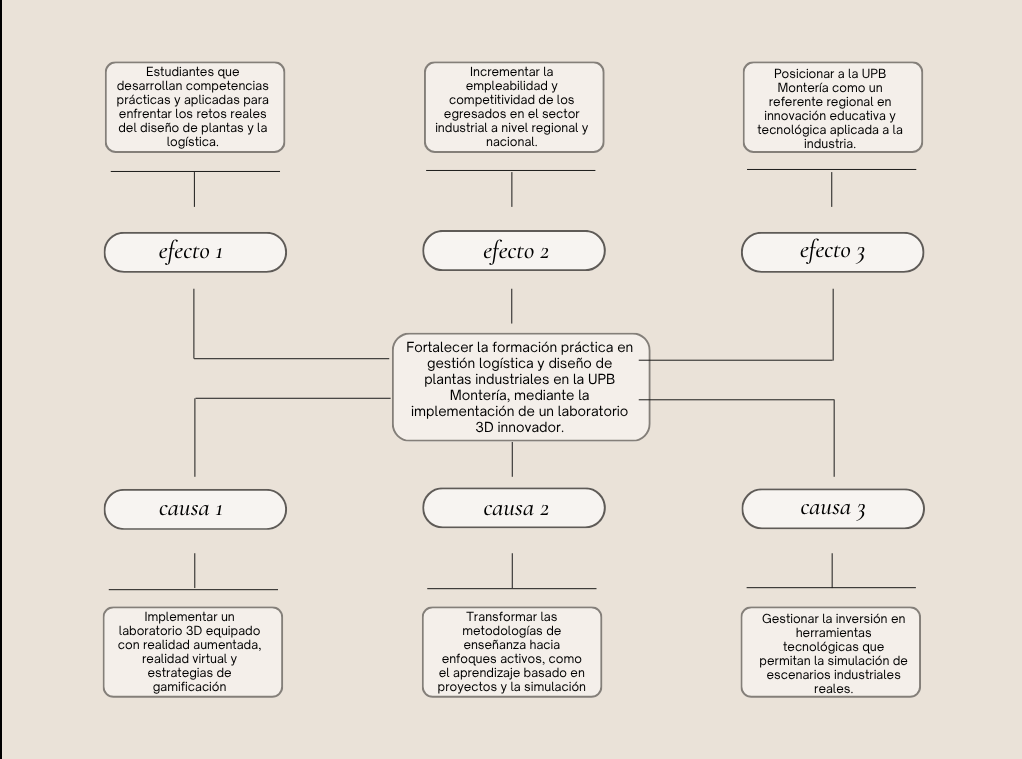 Estudiantes que
desarrollan competencias
prácticas y aplicadas para
enfrentar los retos reales
del diseño de plantas y la
logística.
Incrementar la
empleabilidad y
competitividad de los
egresados en el sector
industrial a nivel regional y
nacional.
Posicionar a la UPB
Montería como un
referente regional en
innovación educativa y
tecnológica aplicada a la
industria.
efecto 1
efecto 2
efecto 3
Fortalecer la formación práctica en
gestión logística y diseño de
plantas industriales en la UPB
Montería, mediante la
implementación de un laboratorio
3D innovador.
causa 1
causa 2
causa 3
Implementar un
laboratorio 3D equipado
con realidad aumentada,
realidad virtual y
estrategias de
gamificación
Transformar las
metodologías de
enseñanza hacia
enfoques activos, como
el aprendizaje basado en
proyectos y la simulación
Gestionar la inversión en
herramientas
tecnológicas que
permitan la simulación de
escenarios industriales
reales.